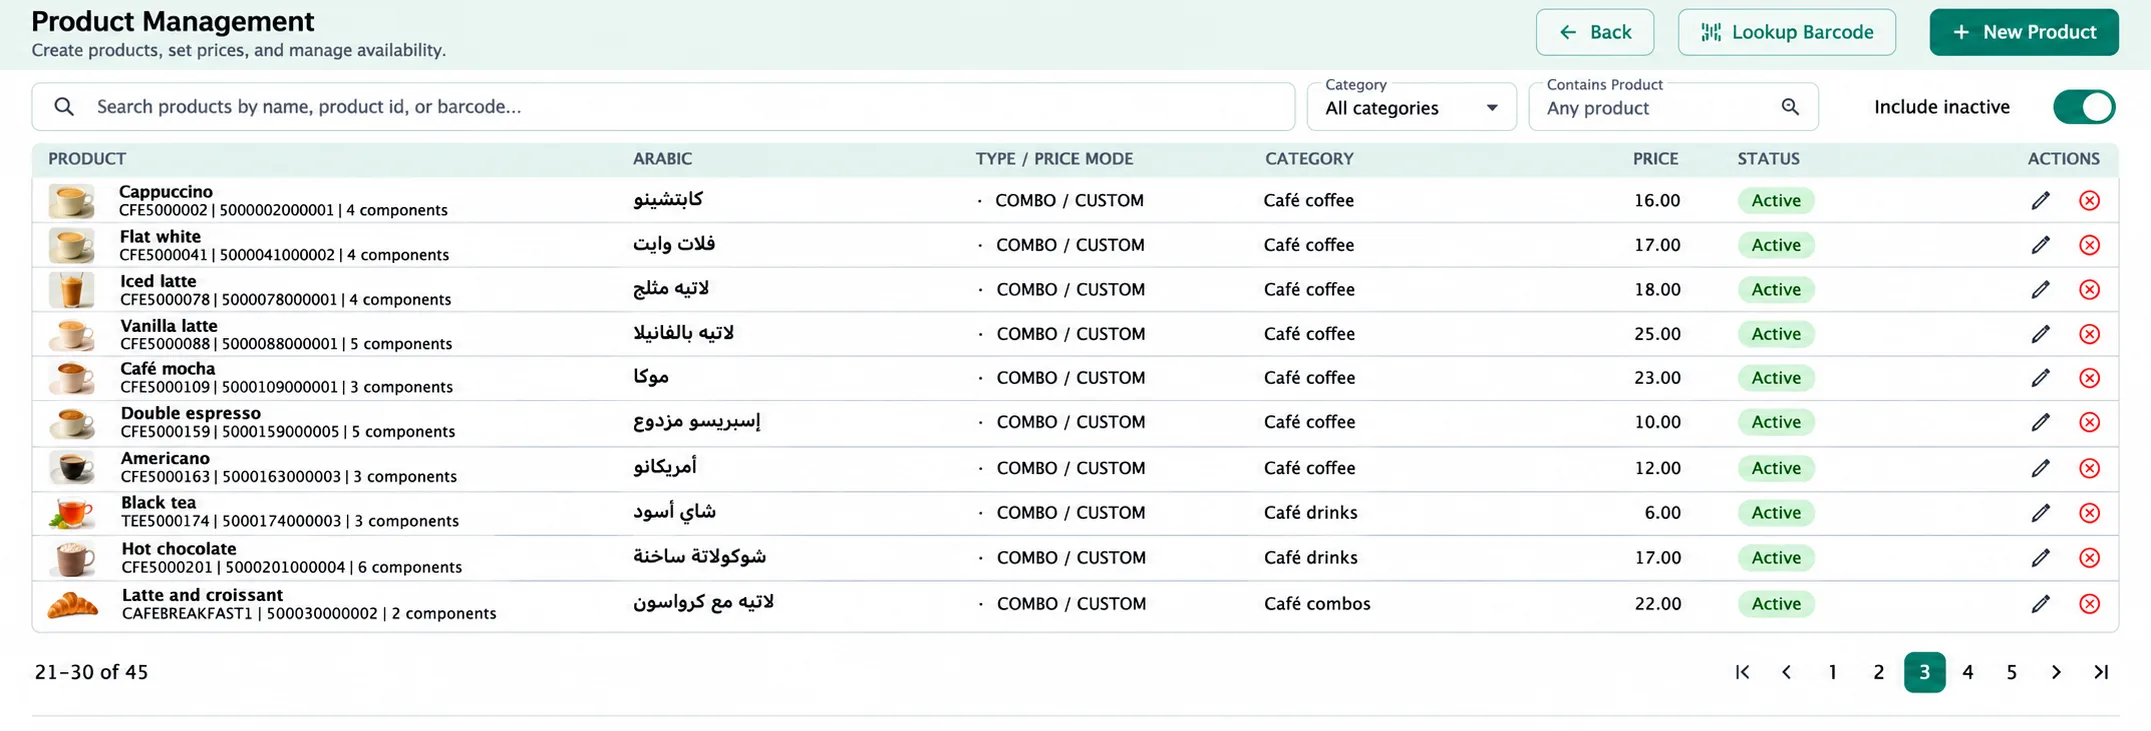 Product Management
Create products, set prices, and manage availability.
Back
Lookup Barcode
+ New Product
Search products by name, product id, or barcode...
Category
All categories
Contains Product
Any product
Include inactive
PRODUCT ARABIC TYPE / PRICE MODE CATEGORY PRICE STATUS ACTIONS
Cappuccino
CFE5000002 | 5000002000001 | 4 components
كابتشينو
· COMBO / CUSTOM
Café coffee
16.00
Active
Flat white
CFE5000041 | 5000041000002 | 4 components
فلات وايت
· COMBO / CUSTOM
Café coffee
17.00
Active
Iced latte
CFE5000078 | 5000078000001 | 4 components
لاتيه مثلج
· COMBO / CUSTOM
Café coffee
18.00
Active
Vanilla latte
CFE5000088 | 5000088000001 | 5 components
لاتيه بالفانيلا
· COMBO / CUSTOM
Café coffee
25.00
Active
Café mocha
CFE5000109 | 5000109000001 | 3 components
موكا
· COMBO / CUSTOM
Café coffee
23.00
Active
Double espresso
CFE5000159 | 5000159000005 | 5 components
إسبريسو مزدوع
· COMBO / CUSTOM
Café coffee
10.00
Active
Americano
CFE5000163 | 5000163000003 | 3 components
أمريكانو
· COMBO / CUSTOM
Café coffee
12.00
Active
Black tea
TEE5000174 | 5000174000003 | 3 components
شاي أسود
· COMBO / CUSTOM
Café drinks
6.00
Active
Hot chocolate
CFE5000201 | 5000201000004 | 6 components
شوكولاتة ساخنة
· COMBO / CUSTOM
Café drinks
17.00
Active
Latte and croissant
CAFEBREAKFAST1 | 500030000002 | 2 components
لاتيه مع كرواسون
· COMBO / CUSTOM
Café combos
22.00
Active
21–30 of 45
1 2 3 4 5